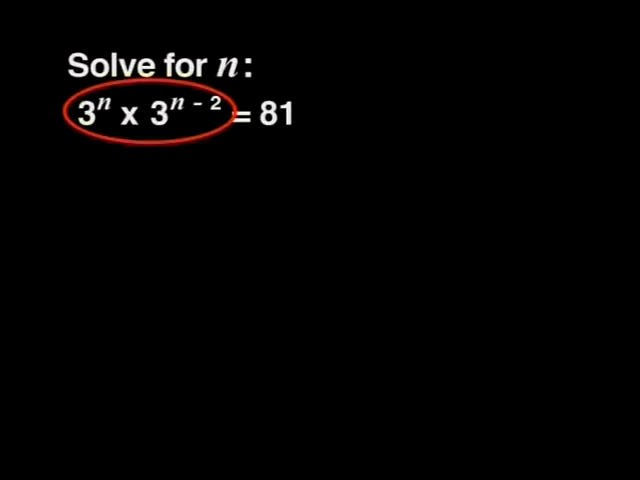 Solve for n:
3ⁿ x 3ⁿ⁻² = 81